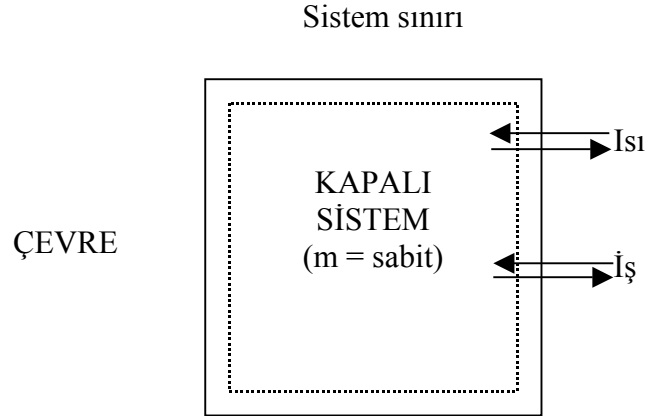 Sistem sınırı
Isı
KAPALI
SİSTEM
(m = sabit)
ÇEVRE
İş